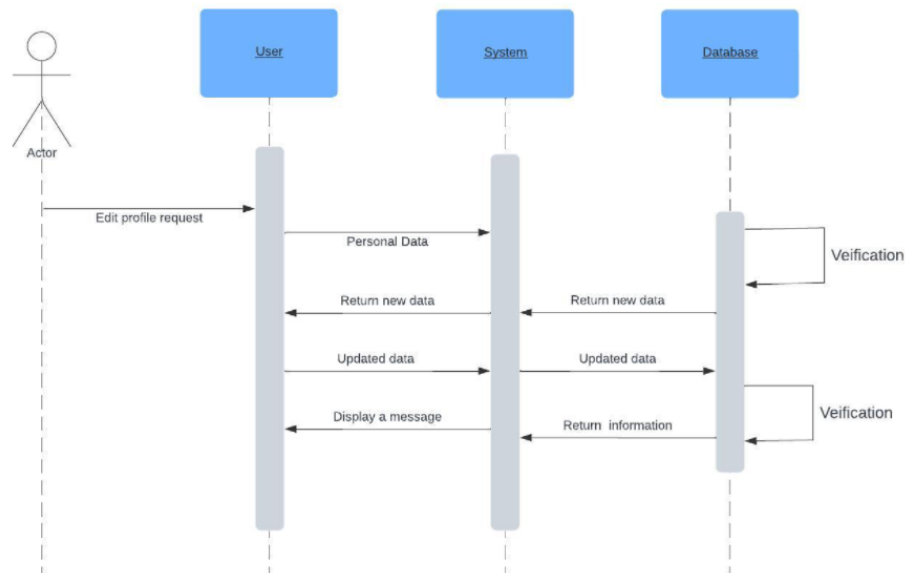 User
System
Database
Actor
Edit profile request
Personal Data
Veification
Return new data
Return new data
Updated data
Updated data
Display a message
Return information
Veification